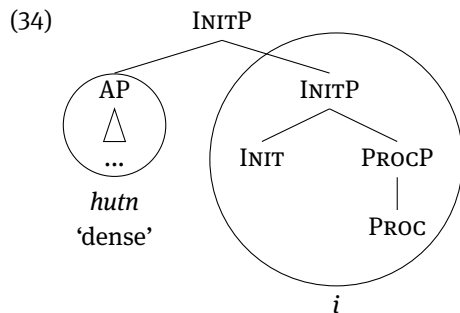 (34) INITP
AP INITP
... INIT PROCP
hutn
'dense' PROC
i